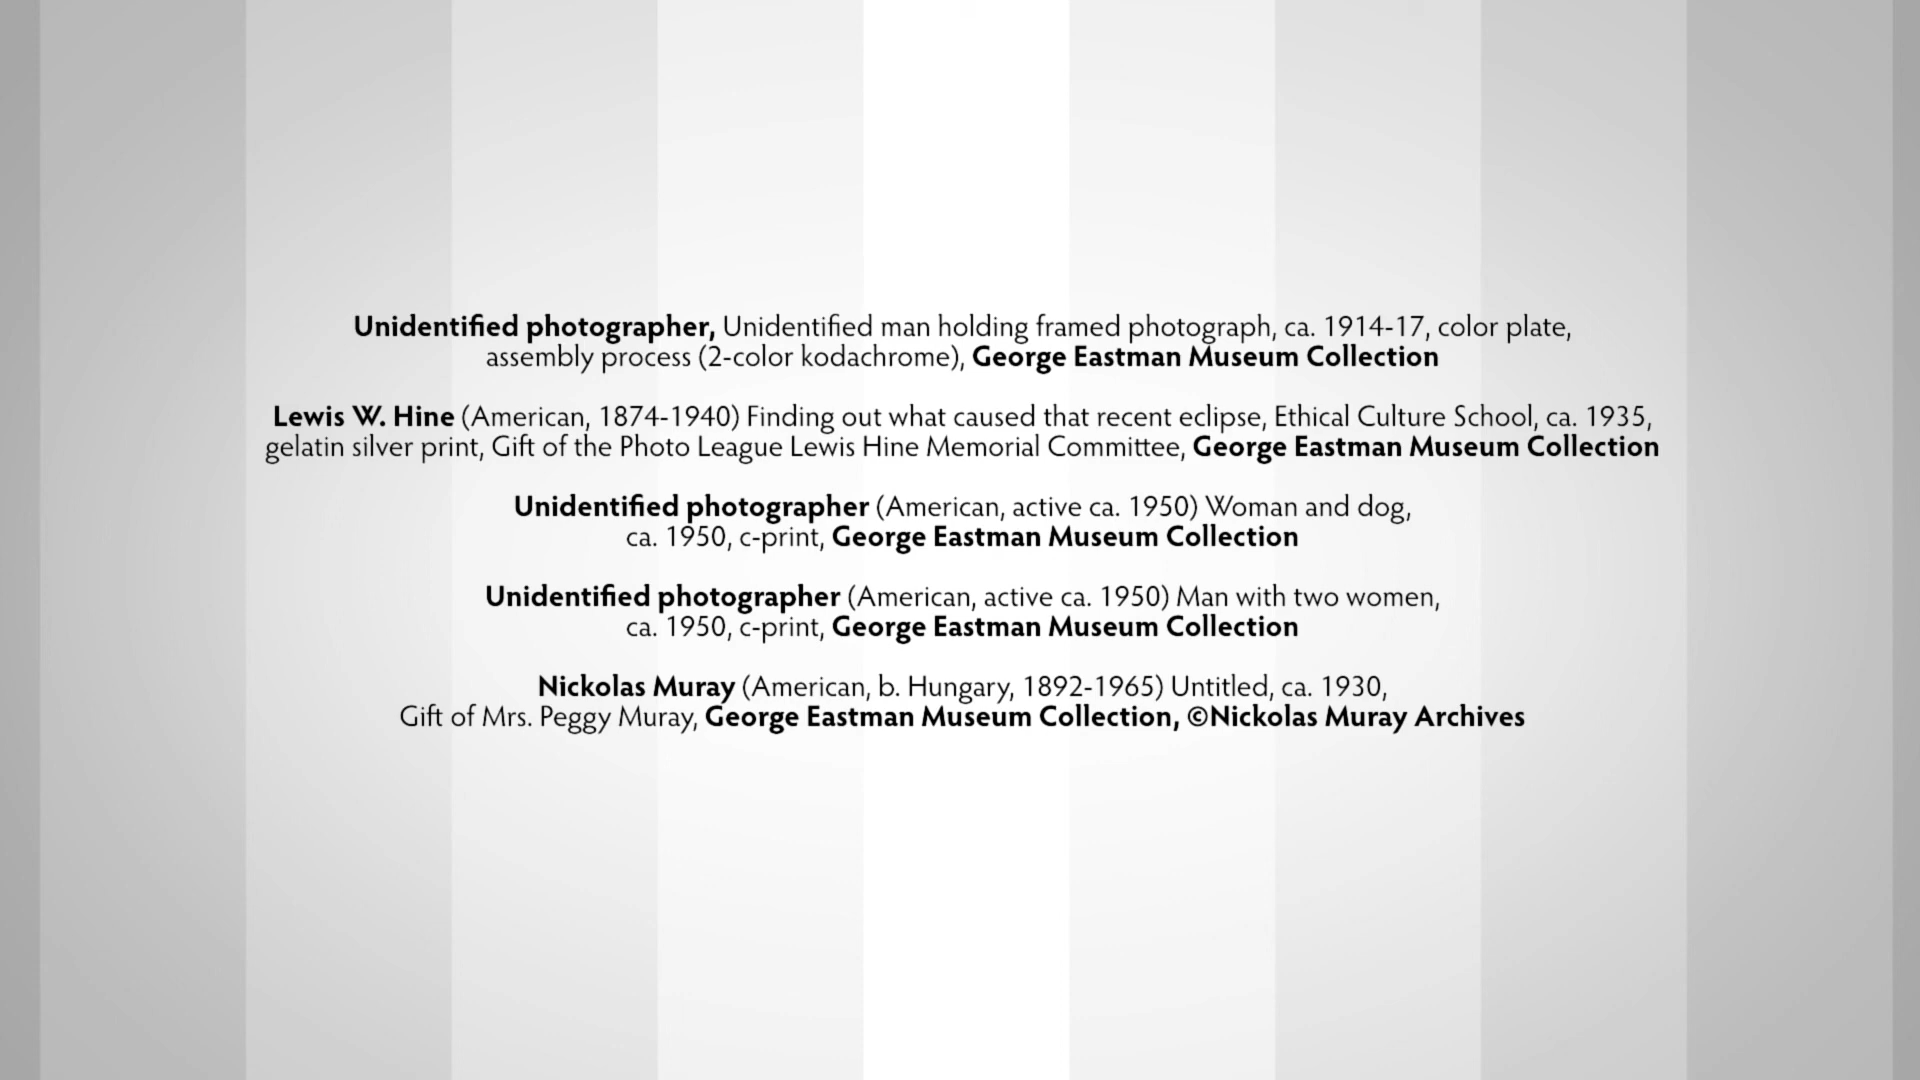 Unidentified photographer, Unidentified man holding framed photograph, ca. 1914-17, color plate,
assembly process (2-color kodachrome), George Eastman Museum Collection
Lewis W. Hine (American, 1874-1940) Finding out what caused that recent eclipse, Ethical Culture School, ca. 1935,
gelatin silver print, Gift of the Photo League Lewis Hine Memorial Committee, George Eastman Museum Collection
Unidentified photographer (American, active ca. 1950) Woman and dog,
ca. 1950, c-print, George Eastman Museum Collection
Unidentified photographer (American, active ca. 1950) Man with two women,
ca. 1950, c-print, George Eastman Museum Collection
Nickolas Muray (American, b. Hungary, 1892-1965) Untitled, ca. 1930,
Gift of Mrs. Peggy Muray, George Eastman Museum Collection, ©Nickolas Muray Archives